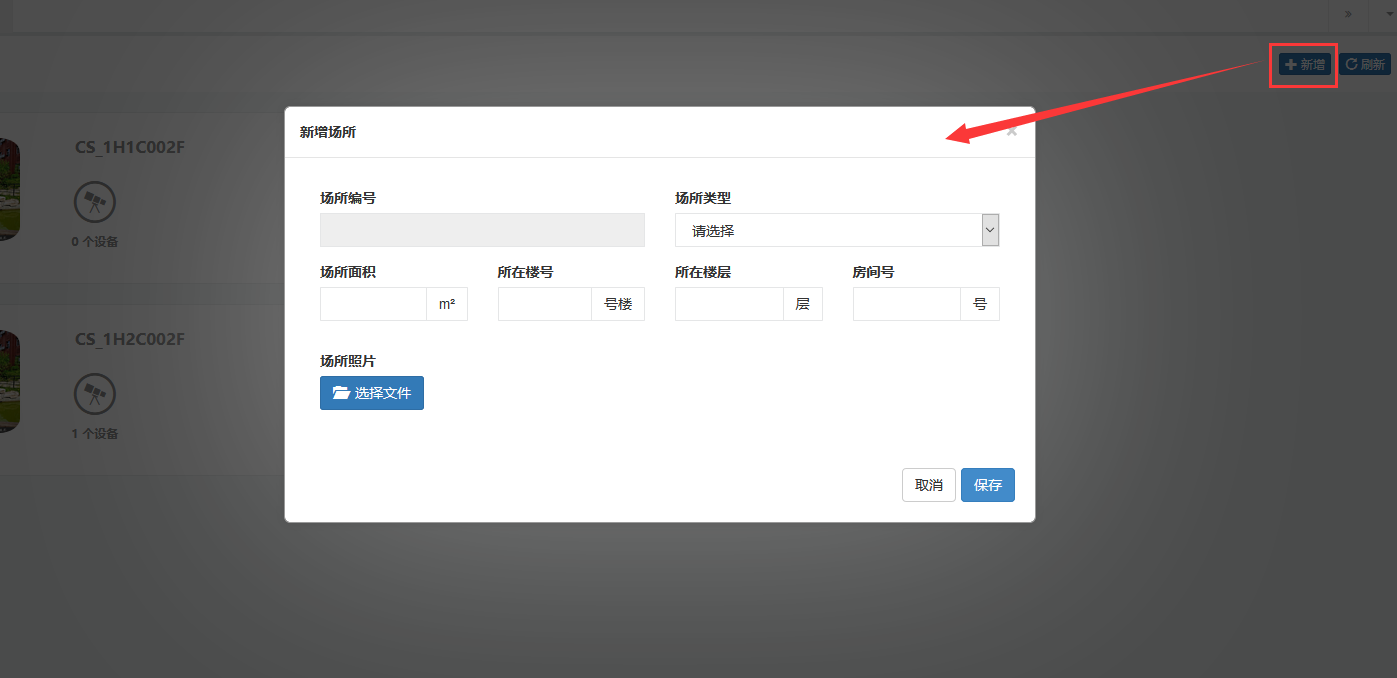 »
新增 刷新
新增场所 ×
CS_1H1C002F
0 个设备
CS_1H2C002F
1 个设备
场所编号 场所类型
请选择
场所面积 所在楼号 所在楼层 房间号
m² 号楼 层 号
场所照片
选择文件
取消 保存